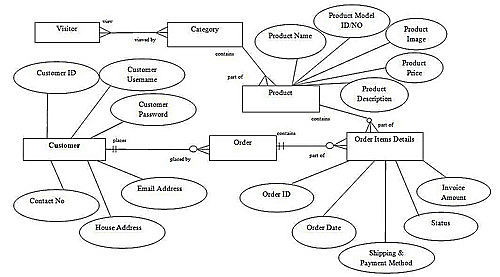 view
Visitor
viewed by
Category
contains
part of
Product Name
Product Model
ID/NO
Product
Image
Product
Price
Product
Description
Product
contains
part of
Customer ID
Customer
Username
Customer
Password
Customer
places
placed by
Order
contains
part of
Order Items Details
Contact No
House Address
Email Address
Order ID
Order Date
Shipping &
Payment Method
Status
Invoice
Amount